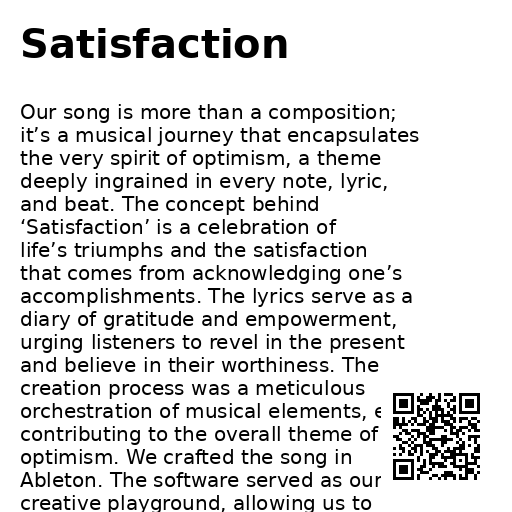 Satisfaction
Our song is more than a composition;
it’s a musical journey that encapsulates
the very spirit of optimism, a theme
deeply ingrained in every note, lyric,
and beat. The concept behind
‘Satisfaction’ is a celebration of
life’s triumphs and the satisfaction
that comes from acknowledging one’s
accomplishments. The lyrics serve as a
diary of gratitude and empowerment,
urging listeners to revel in the present
and believe in their worthiness. The
creation process was a meticulous
orchestration of musical elements,
contributing to the overall theme of
optimism. We crafted the song in
Ableton. The software served as our
creative playground, allowing us to